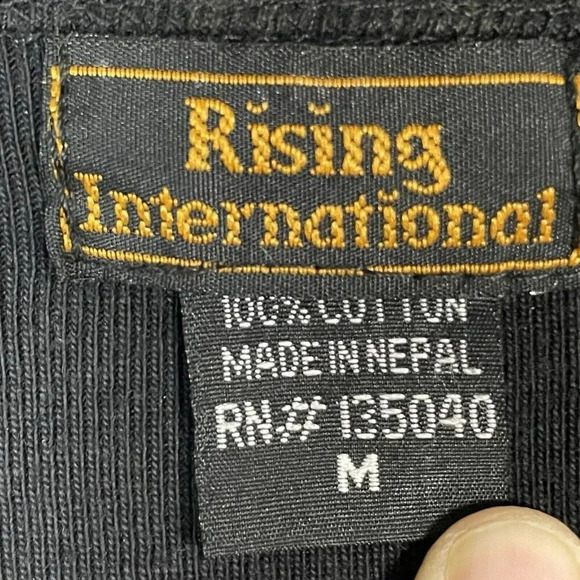 Rising
International
100% COTTON
MADE IN NEPAL
RN.# 135040
M